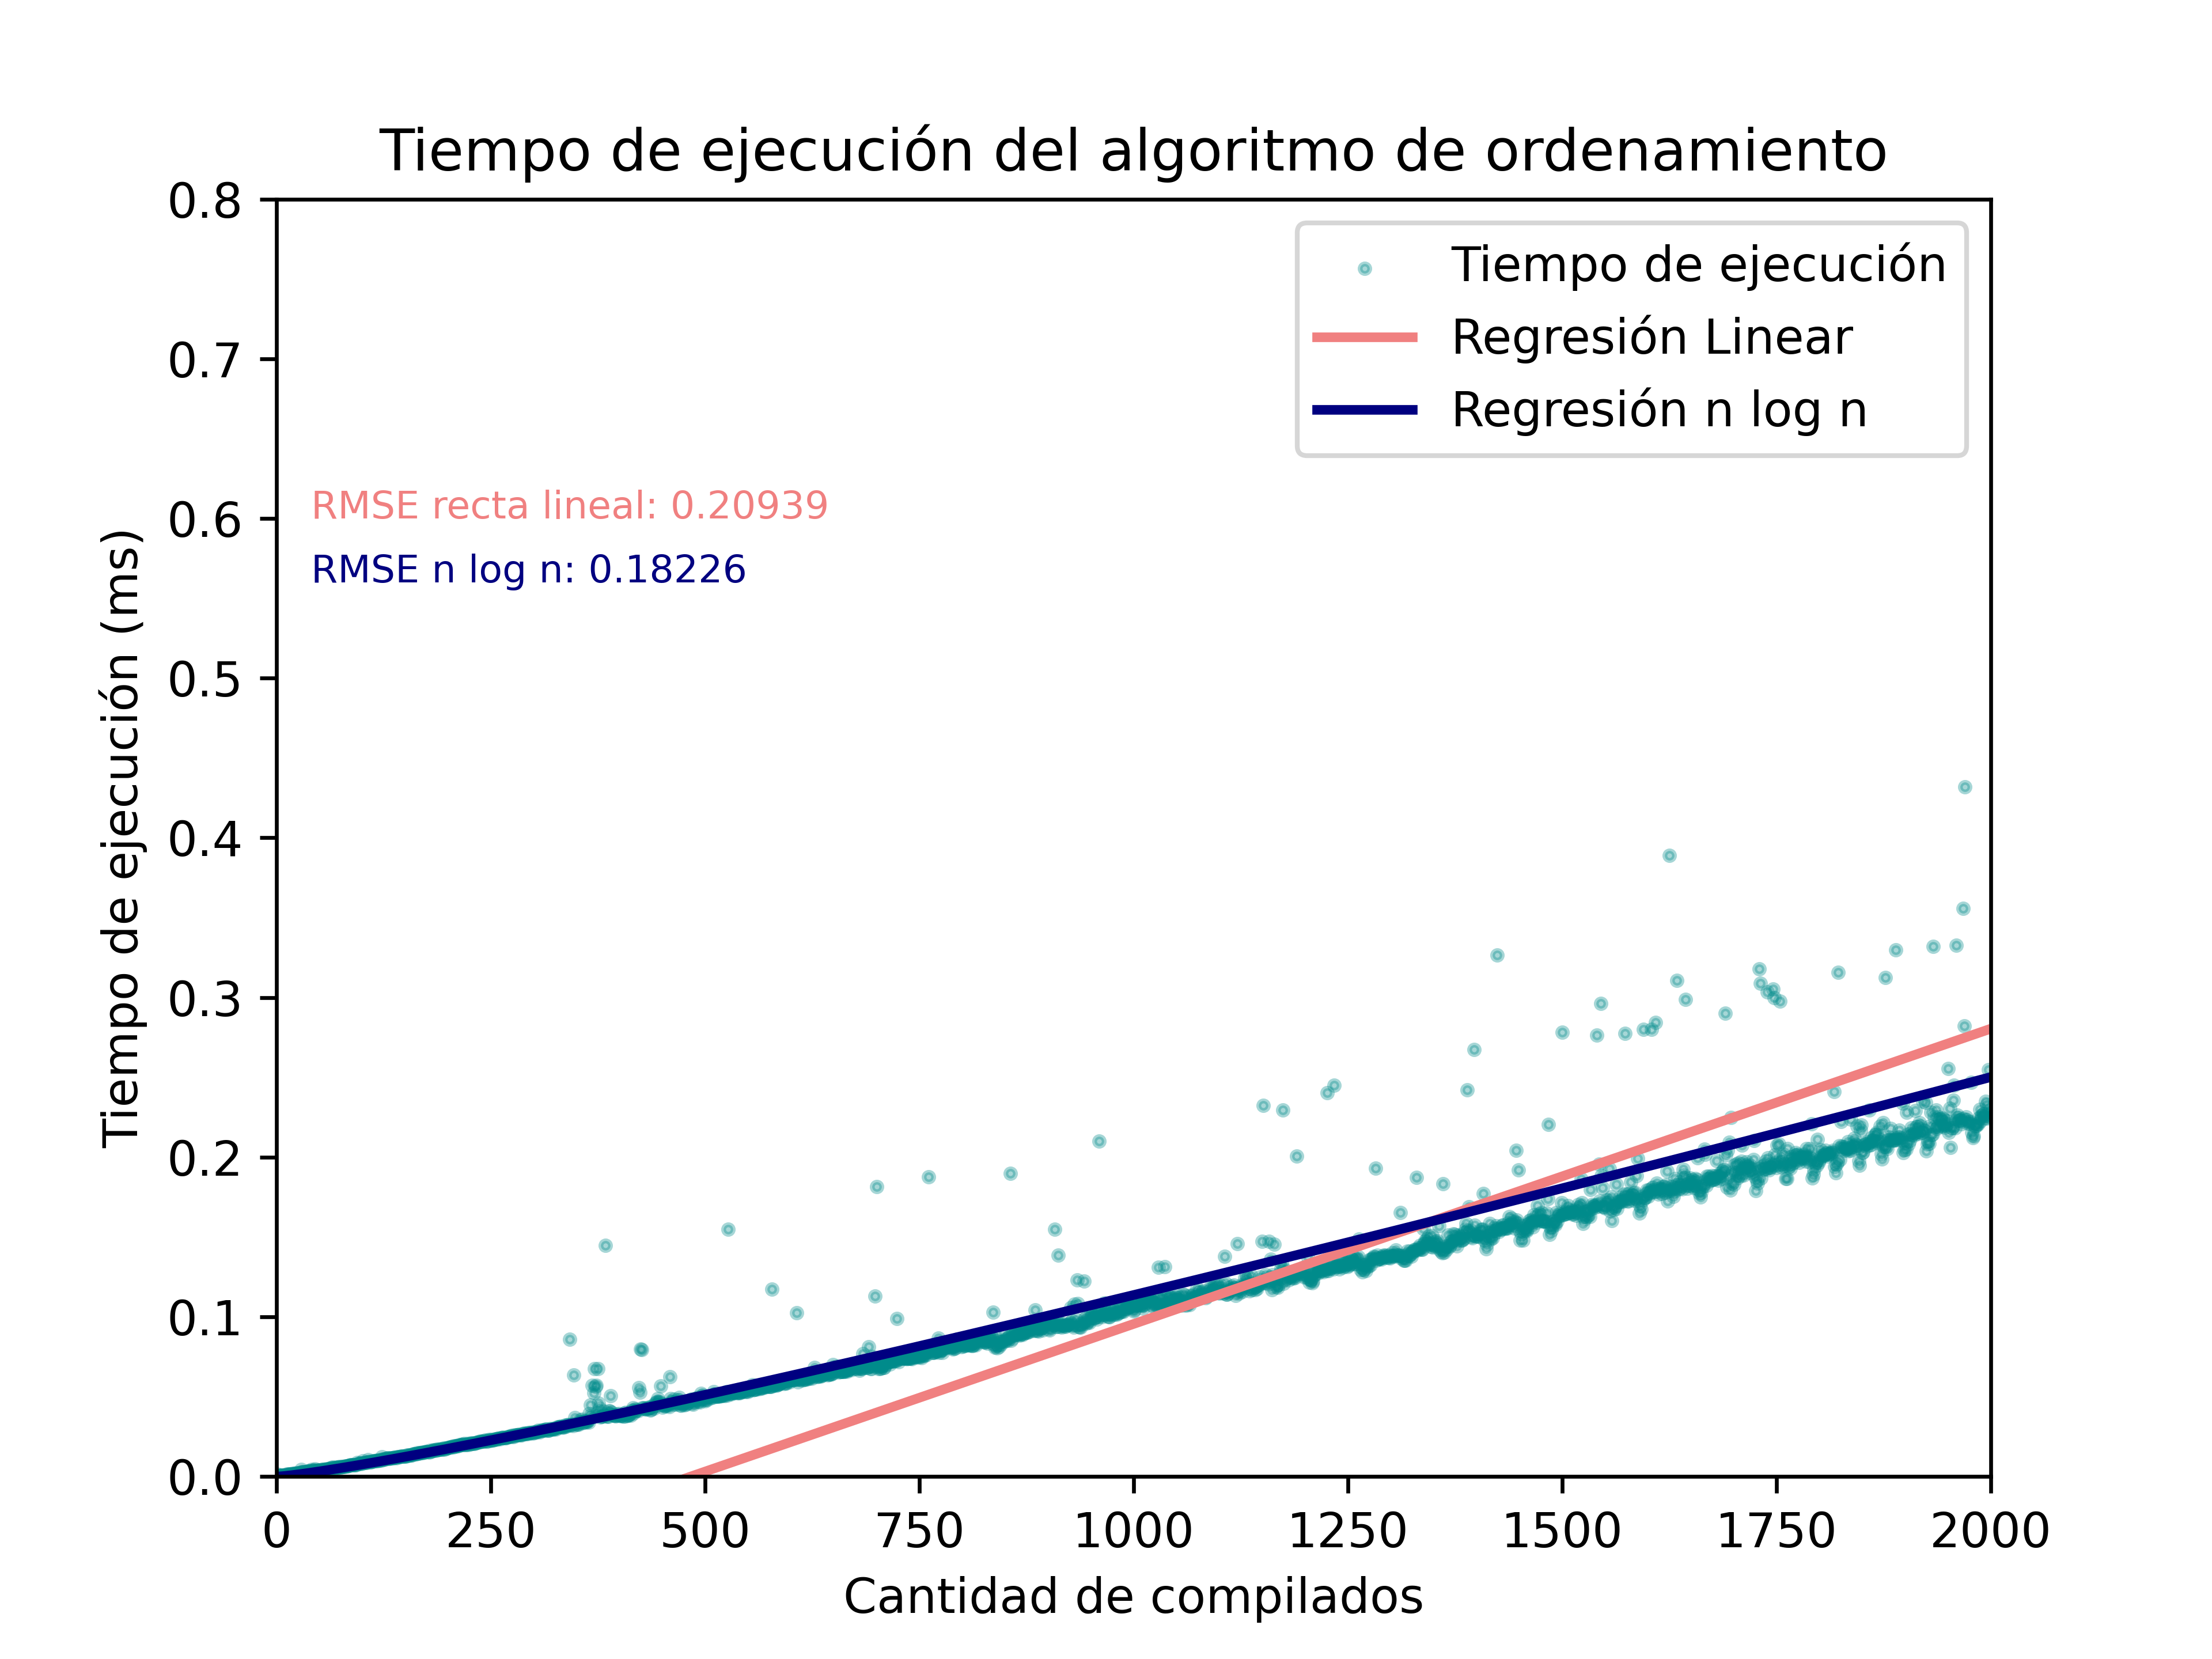 Tiempo de ejecución del algoritmo de ordenamiento
Tiempo de ejecución
Regresión Linear
Regresión n log n
RMSE recta lineal: 0.20939
RMSE n log n: 0.18226
Tiempo de ejecución (ms)
0.8
0.7
0.6
0.5
0.4
0.3
0.2
0.1
0.0
0 250 500 750 1000 1250 1500 1750 2000
Cantidad de compilados